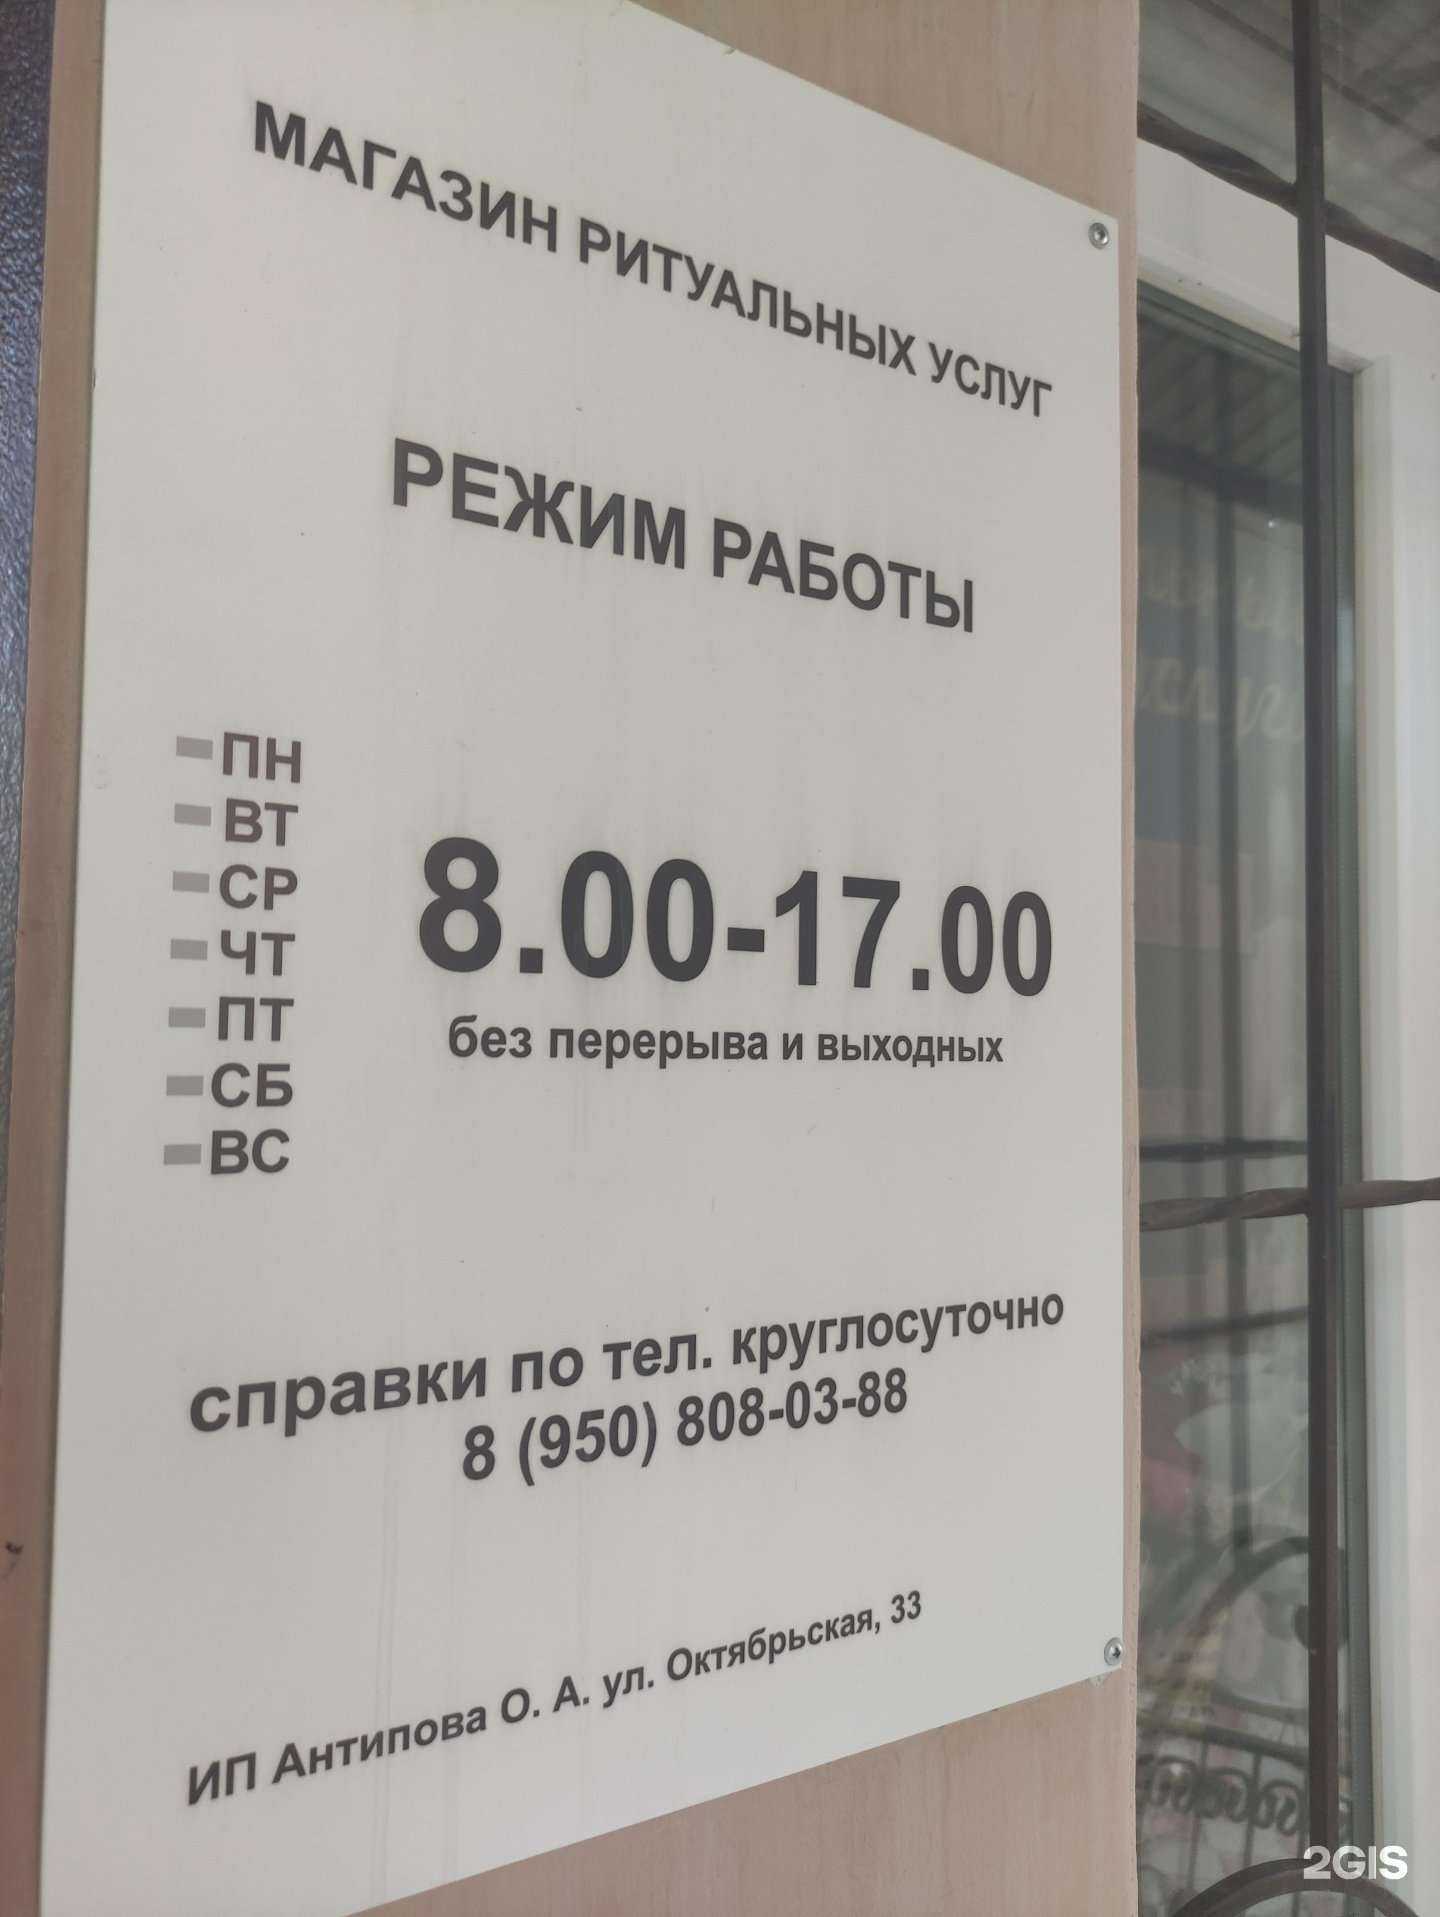 МАГАЗИН РИТУАЛЬНЫХ УСЛУГ
РЕЖИМ РАБОТЫ
ПН
ВТ
СР
ЧТ
ПТ
СБ
ВС
8.00-17.00
без перерыва и выходных
справки по тел. круглосуточно
8 (950) 808-03-88
ИП Антипова О. А. ул. Октябрьская, 33
2GIS